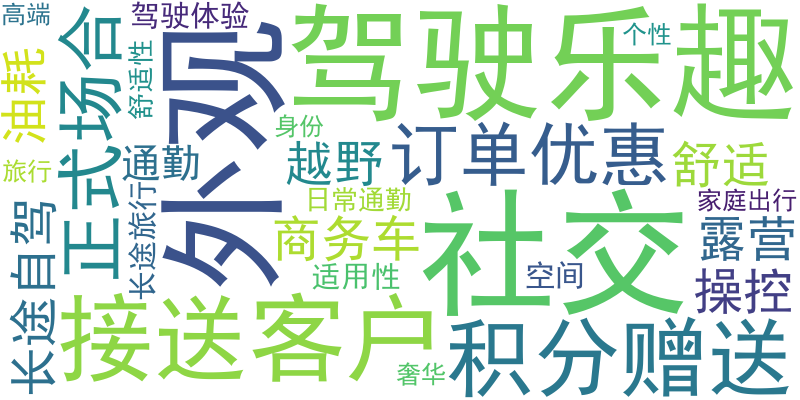 高端
驾驶体验
驾驶乐趣
个性
外观
正式场合
舒适性
油耗
身份
订单优惠
通勤
越野
舒适
旅行
长途旅行
日常通勤
家庭出行
社交
商务车
露营
长途自驾
适用性
空间
操控
接送客户
积分赠送
奢华